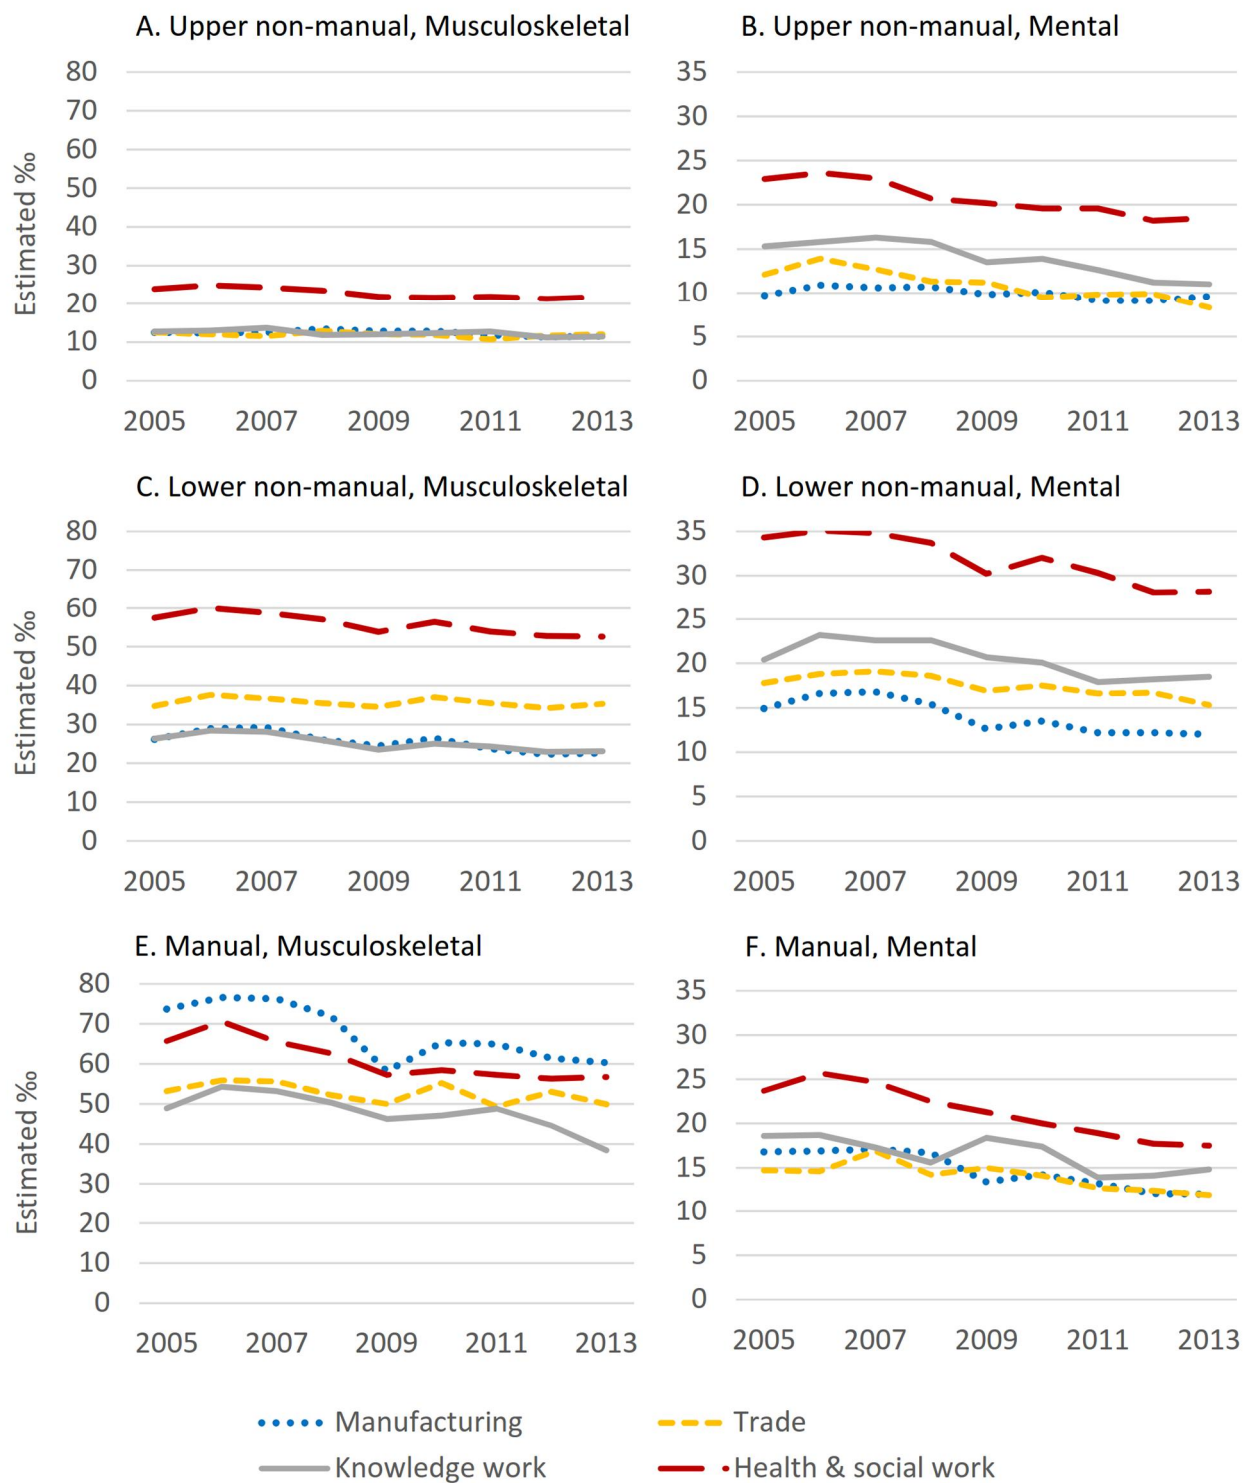 A. Upper non-manual, Musculoskeletal
Estimated ‰
80
70
60
50
40
30
20
10
0
2005 2007 2009 2011 2013
B. Upper non-manual, Mental
35
30
25
20
15
10
5
0
2005 2007 2009 2011 2013
C. Lower non-manual, Musculoskeletal
Estimated ‰
80
70
60
50
40
30
20
10
0
2005 2007 2009 2011 2013
D. Lower non-manual, Mental
35
30
25
20
15
10
5
0
2005 2007 2009 2011 2013
E. Manual, Musculoskeletal
Estimated ‰
80
70
60
50
40
30
20
10
0
2005 2007 2009 2011 2013
F. Manual, Mental
35
30
25
20
15
10
5
0
2005 2007 2009 2011 2013
Manufacturing
Trade
Knowledge work
Health & social work